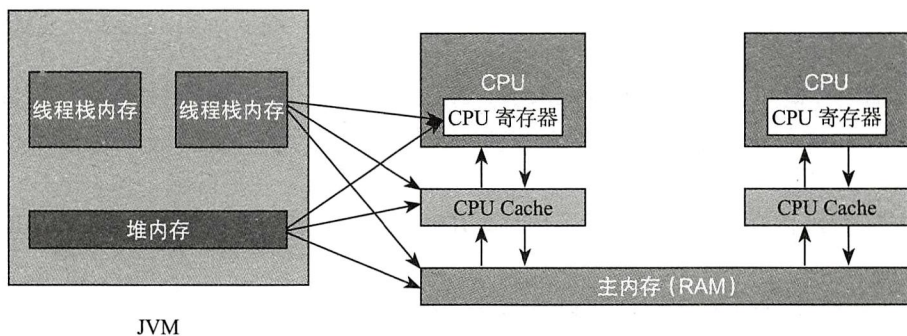 线程栈内存
线程栈内存
堆内存
JVM
CPU
CPU 寄存器
CPU Cache
CPU
CPU 寄存器
CPU Cache
主内存(RAM)